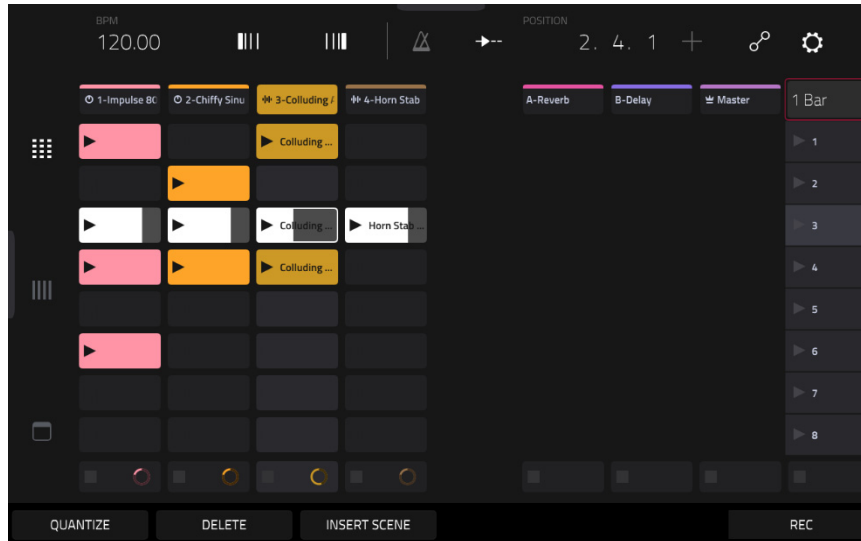 BPM
120.00
POSITION
2. 4. 1
1-Impulse 8C
2-Chiffy Sinu
3-Colluding A
4-Horn Stab
A-Reverb
B-Delay
Master
1 Bar
Colluding ...
1
2
Colluding ...
Horn Stab ...
3
Colluding ...
4
5
6
7
8
QUANTIZE
DELETE
INSERT SCENE
REC